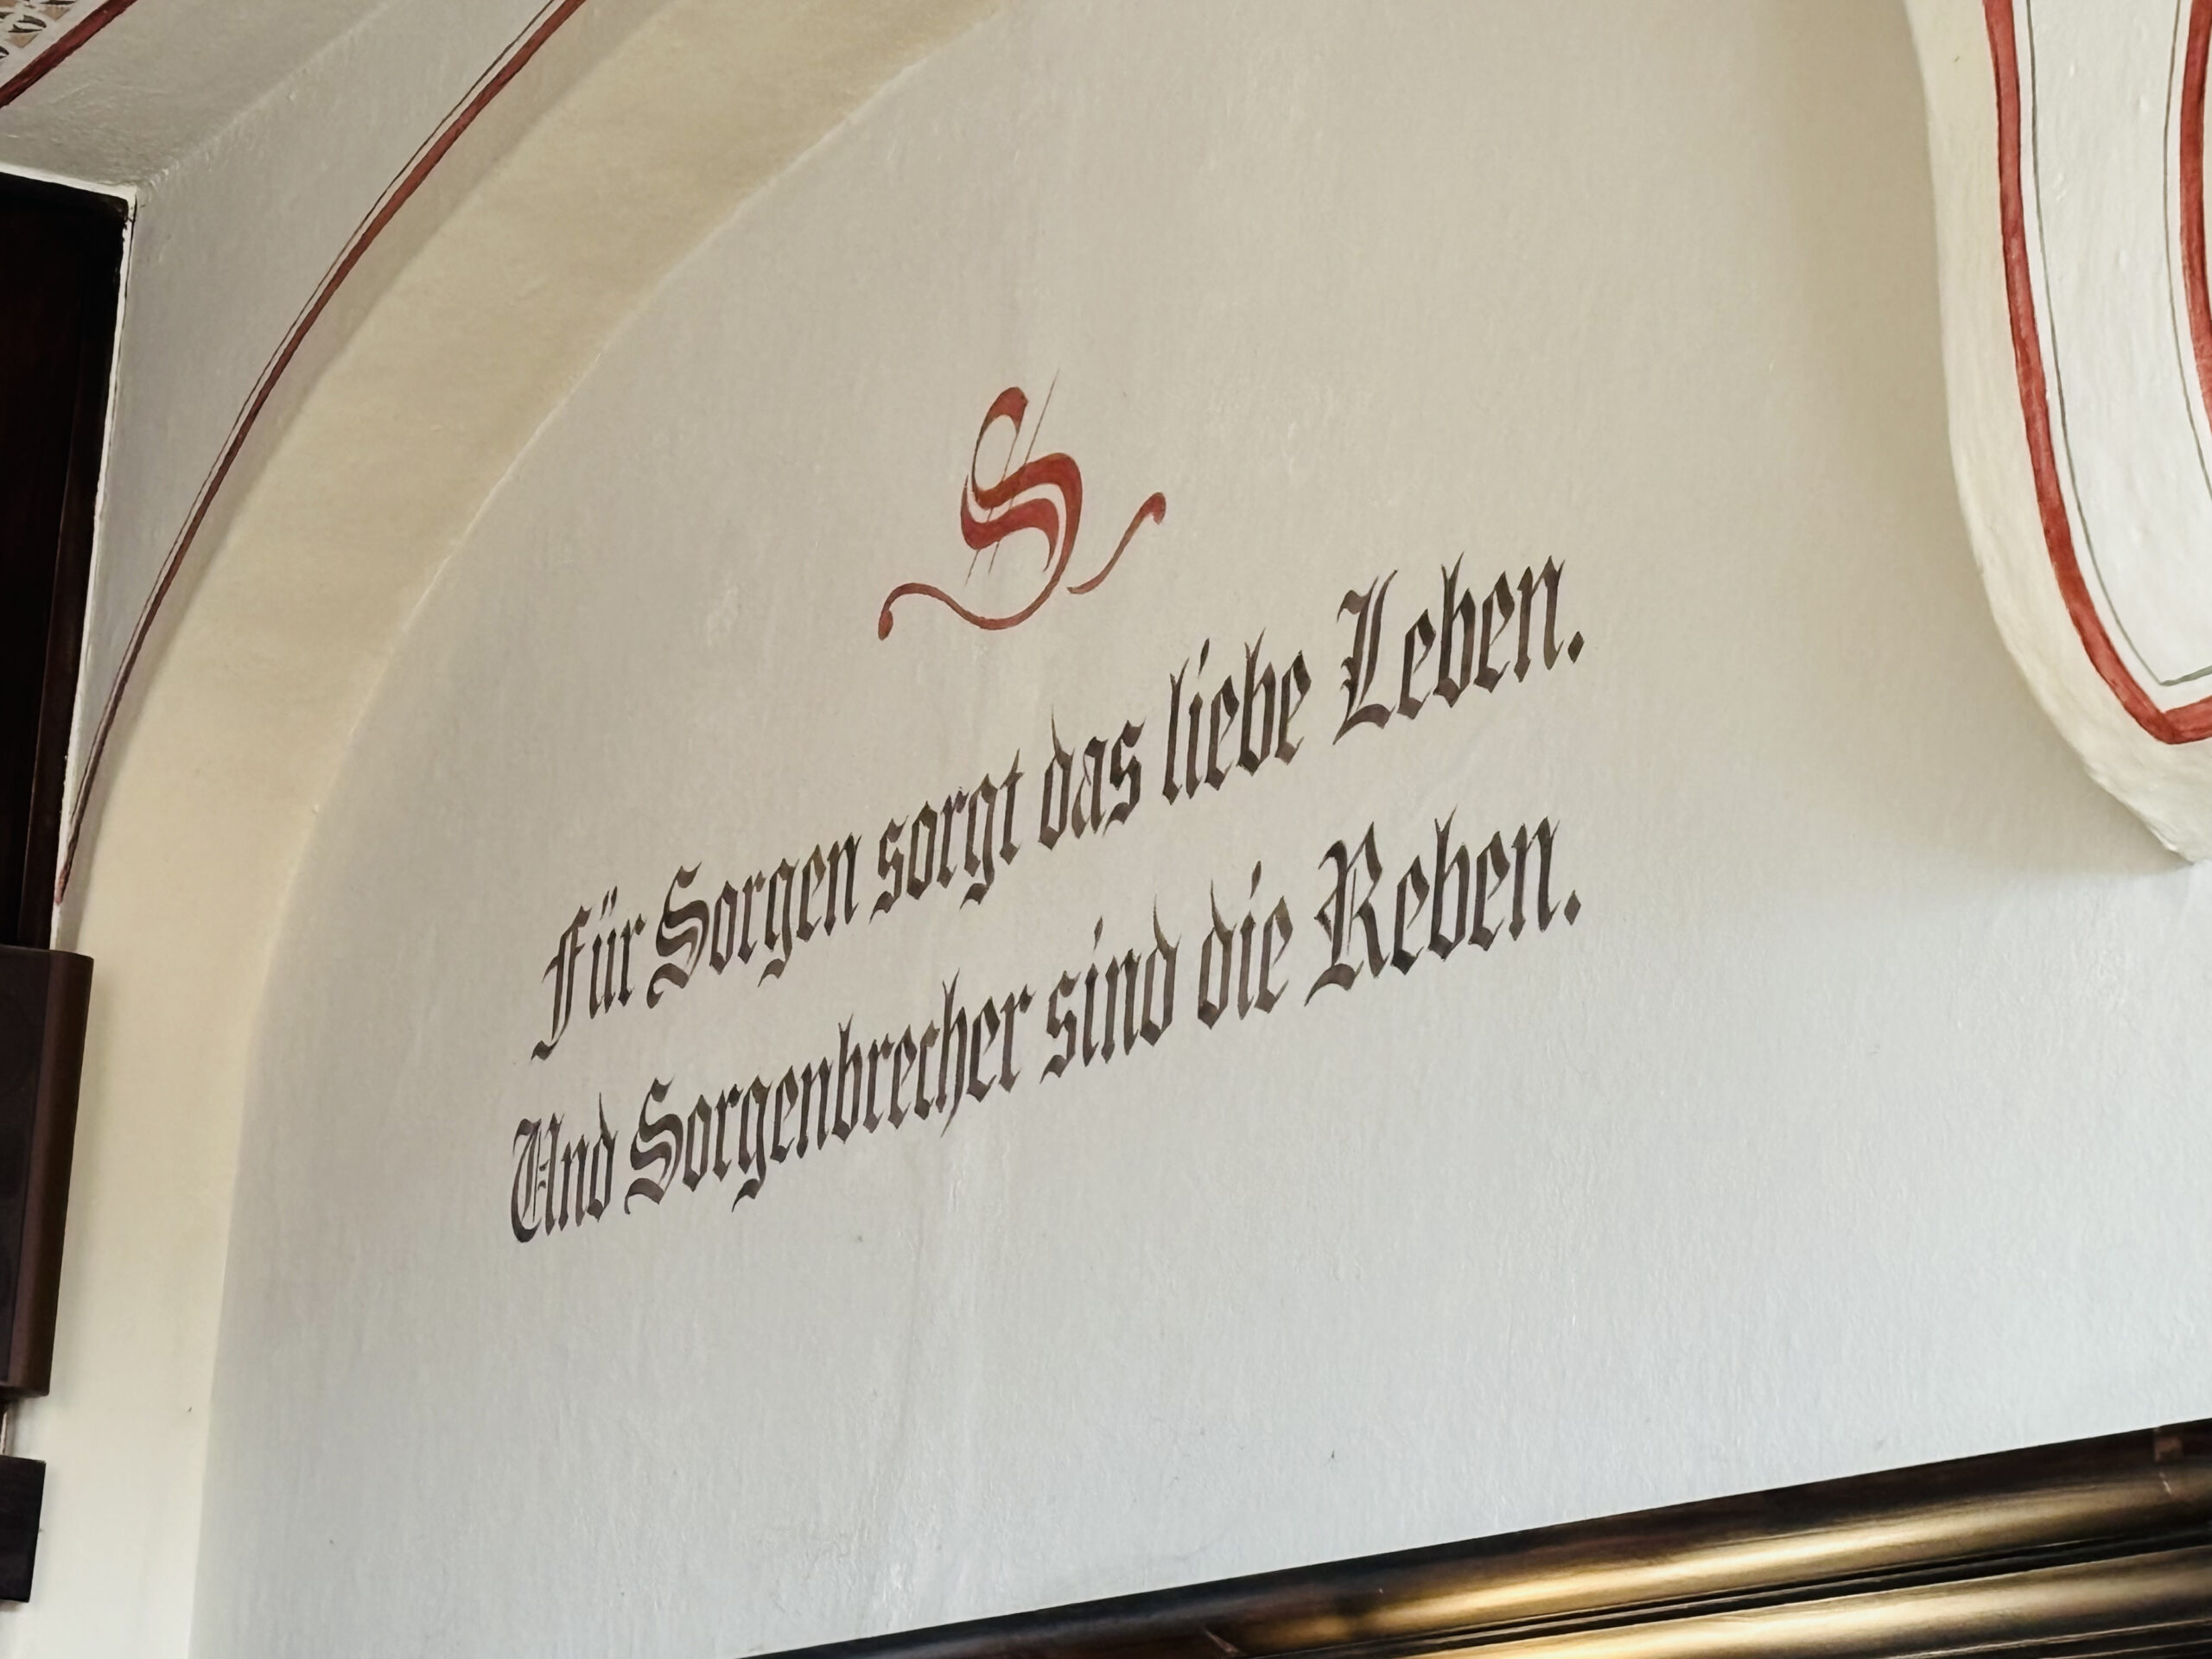 S
Für Sorgen sorgt das liebe Leben.
Und Sorgenbrecher sind die Reben.